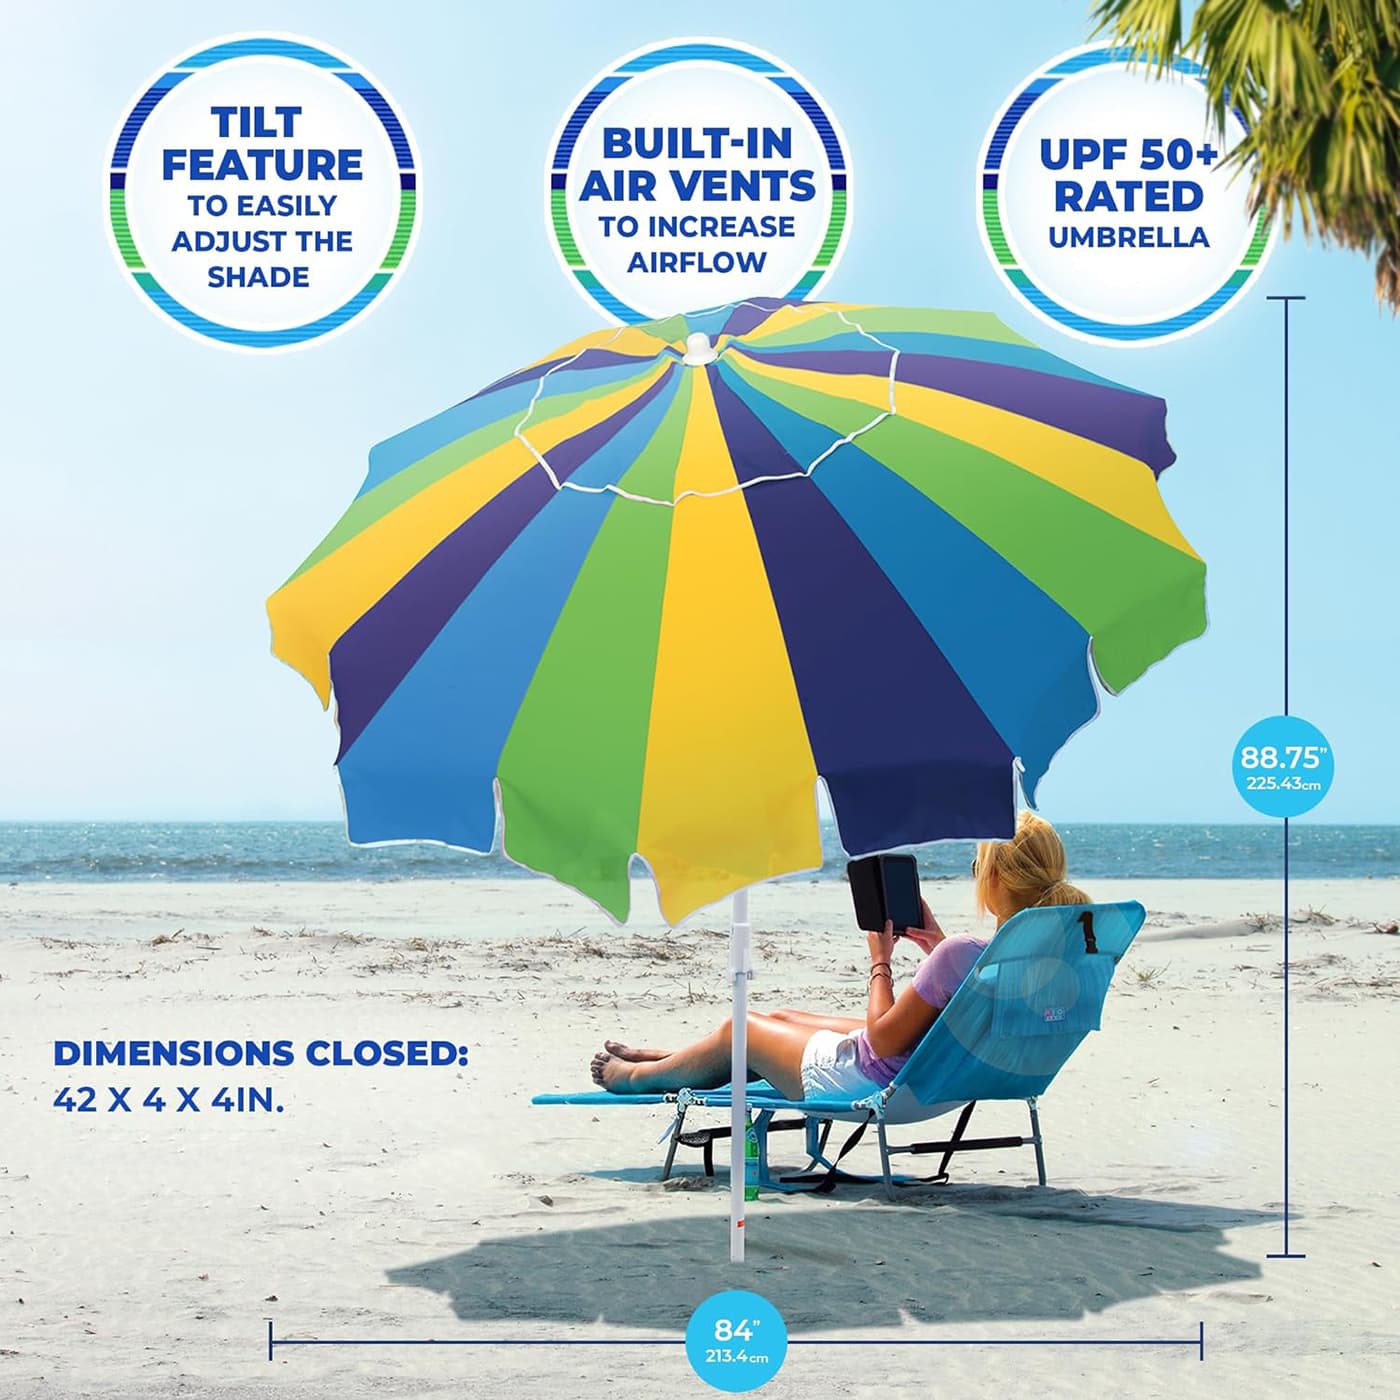 TILT
FEATURE
TO EASILY
ADJUST THE
SHADE
BUILT-IN
AIR VENTS
TO INCREASE
AIRFLOW
UPF 50+
RATED
UMBRELLA
88.75”
225.43cm
DIMENSIONS CLOSED:
42 X 4 X 4IN.
84”
213.4cm